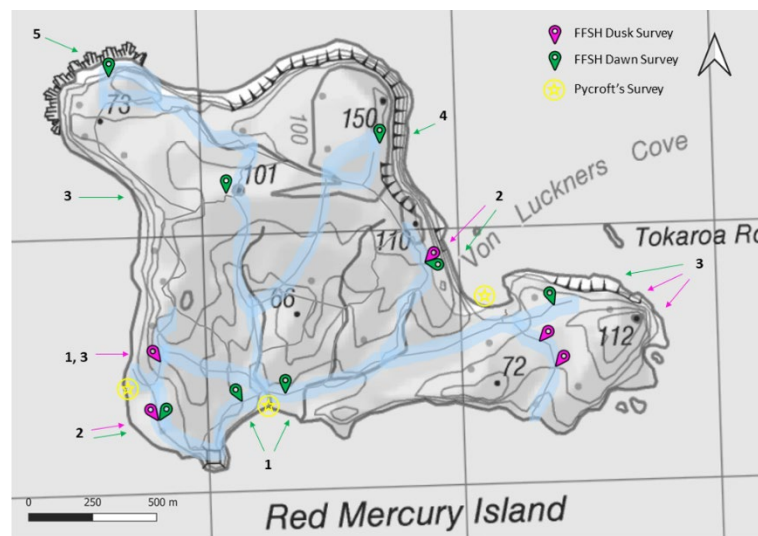 5
FFSH Dusk Survey
FFSH Dawn Survey
Pycroft's Survey
73
150
100
4
101
3
2
Von Luckners Cove
110
Tokaroa Ro
3
66
112
1, 3
72
2
1
0 250 500 m
Red Mercury Island